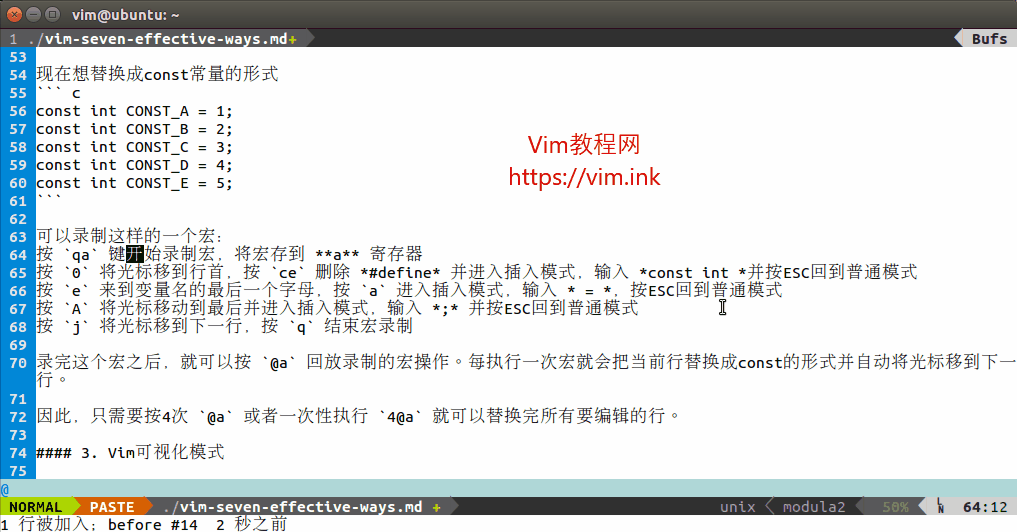 vim@ubuntu: ~
1 ./vim-seven-effective-ways.md+ Bufs
53
54 现在想替换成const常量的形式
55 ``` c
56 const int CONST_A = 1;
57 const int CONST_B = 2;
58 const int CONST_C = 3;
59 const int CONST_D = 4;
60 const int CONST_E = 5;
61 ```
Vim教程网
https://vim.ink
62
63 可以录制这样的一个宏：
64 按 `qa` 键开始录制宏，将宏存到 **a** 寄存器
65 按 `0` 将光标移到行首，按 `ce` 删除 *#define* 并进入插入模式，输入 *const int *并按ESC回到普通模式
66 按 `e` 来到变量名的最后一个字母，按 `a` 进入插入模式，输入 * = *，按ESC回到普通模式
67 按 `A` 将光标移动到最后并进入插入模式，输入 *;* 并按ESC回到普通模式
68 按 `j` 将光标移到下一行，按 `q` 结束宏录制
69
70 录完这个宏之后，就可以按 `@a` 回放录制的宏操作。每执行一次宏就会把当前行替换成const的形式并自动将光标移到下一
行。
71
72 因此，只需要按4次 `@a` 或者一次性执行 `4@a` 就可以替换完所有要编辑的行。
73
74 #### 3. Vim可视化模式
75
@
NORMAL PASTE ./vim-seven-effective-ways.md + unix modula2 50% LN 64:12
1 行被加入; before #14 2 秒之前